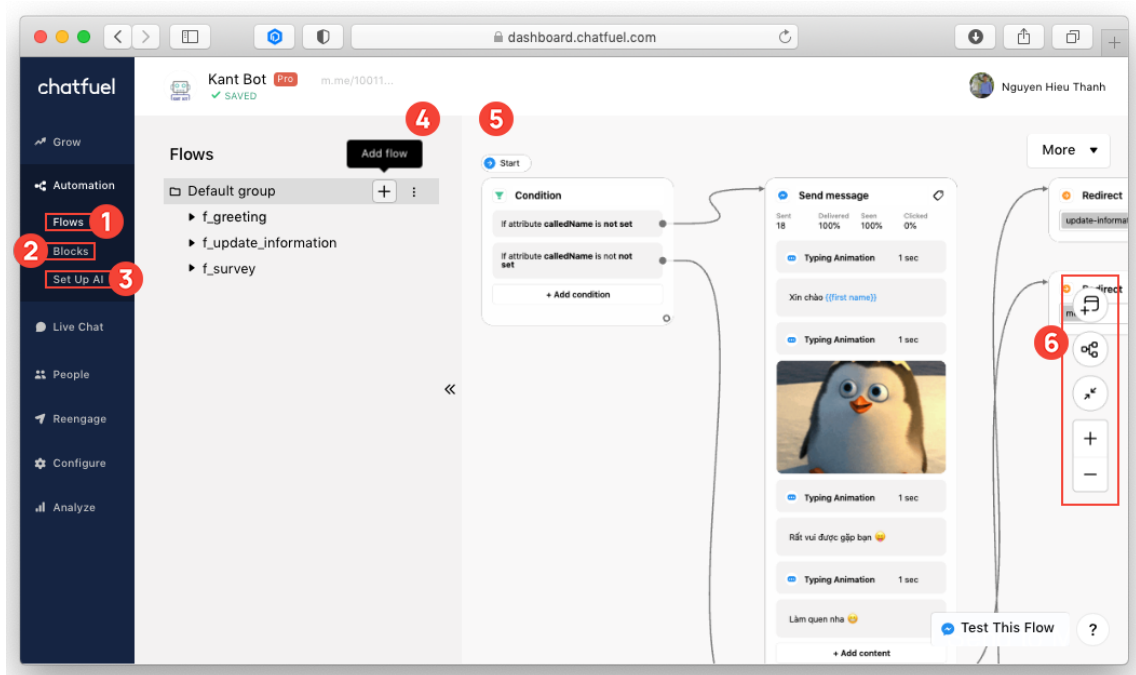 dashboard.chatfuel.com
chatfuel
Kant Bot Pro m.me/10011...
SAVED
Nguyen Hieu Thanh
Grow
Automation
Flows 1
2 Blocks
Set Up AI 3
Live Chat
People
Reengage
Configure
Analyze
4
Flows
Add flow
Default group
f_greeting
f_update_information
f_survey
5
Start
More
Condition
If attribute calledName is not set
If attribute calledName is not not
set
+ Add condition
Send message
Sent Delivered Seen Clicked
18 100% 100% 0%
Typing Animation 1 sec
Xin chào {{first name}}
Typing Animation 1 sec
Typing Animation 1 sec
Rất vui được gặp bạn 😛
Typing Animation 1 sec
Làm quen nha 😊
+ Add content
Redirect
update-informat
6
Test This Flow
?